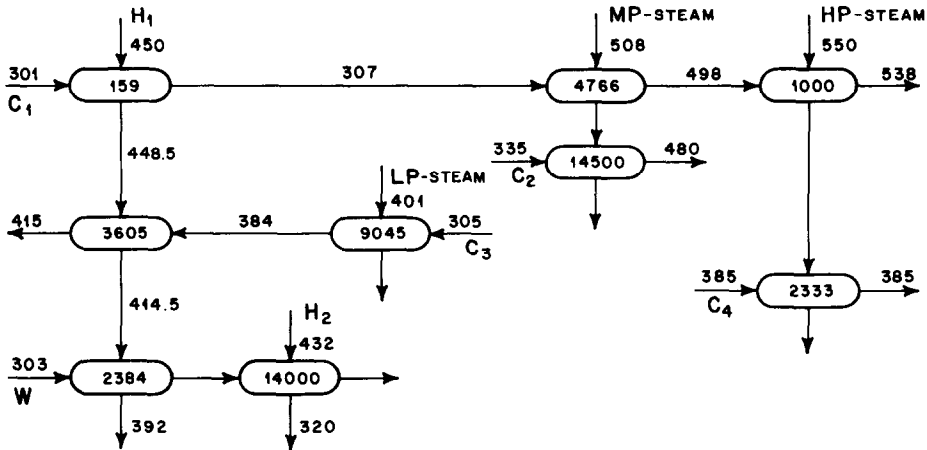 H1 MP-STEAM HP-STEAM
450 508 550
301 159 307 4766 498 1000 538
C1
448.5 335 14500 480
C2
LP-STEAM
401
415 3605 384 9045 305
C3
385 2333 385
C4
414.5
H2
432
303 2384 14000
W
392 320